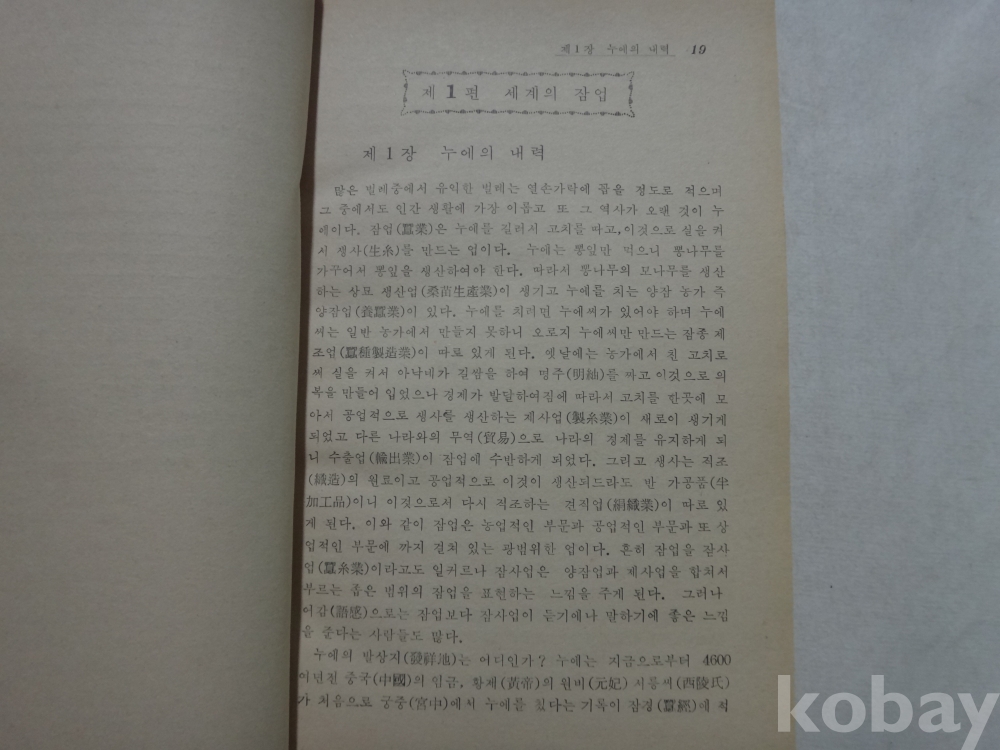 제1장 누에의 내력 19
제 1 편 세계의 잠업
제 1 장 누에의 내력
많은 벌레중에서 유익한 벌레는 열손가락에 꼽을 정도로 적으며
그 중에서도 인간 생활에 가장 이롭고 또 그 역사가 오랜 것이 누
에이다. 잠업(蠶業)은 누에를 길러서 고치를 따고, 이것으로 실을 켜
서 생사(生糸)를 만드는 업이다. 누에는 뽕잎만 먹으니 뽕나무를
가꾸어서 뽕잎을 생산하여야 한다. 따라서 뽕나무의 모나무를 생산
하는 상묘 생산업(桑苗生產業)이 생기고 누에를 치는 양잠 농가 즉
양잠업(養蠶業)이 있다. 누에를 치려면 누에씨가 있어야 하며 누에
씨는 일반 농가에서 만들지 못하니 오로지 누에씨만 만드는 잠종 제
조업(蠶種製造業)이 따로 있게 된다. 옛날에는 농가에서 친 고치로
써 실을 켜서 아낙네가 길쌈을 하여 명주(明紬)를 짜고 이것으로 의
복을 만들어 입었으나 경제가 발달하여짐에 따라서 고치를 한곳에 모
아서 공업적으로 생사를 생산하는 제사업(製糸業)이 새로이 생기게
되었고 다른 나라와의 무역(貿易)으로 나라의 경제를 유지하게 되
니 수출업(輸出業)이 잠업에 수반하게 되었다. 그리고 생사는 직조
(織造)의 원료이고 공업적으로 이것이 생산되드라도 반 가공품(半
加工品)이니 이것으로서 다시 직조하는 견직업(絹織業)이 따로 있
게 된다. 이와 같이 잠업은 농업적인 부문과 공업적인 부문과 또 상
업적인 부문에 까지 걸쳐 있는 광범위한 업이다. 흔히 잠업을 잠사
업(蠶糸業)이라고도 일커르나 잠사업은 양잠업과 제사업을 합쳐서
부르는 좁은 범위의 잠업을 표현하는 느낌을 주게 된다. 그러나
어감(語感)으로는 잠업보다 잠사업이 듣기에나 말하기에 좋은 느낌
을 준다는 사람들도 많다.
누에의 발상지(發祥地)는 어디인가? 누에는 지금으로부터 4600
여년전 중국(中國)의 임금, 황제(黃帝)의 원비(元妃) 서릉씨(西陵氏)
가 처음으로 궁중(宮中)에서 누에를 쳤다는 기록이 잠경(蠶經)에 적
kobay